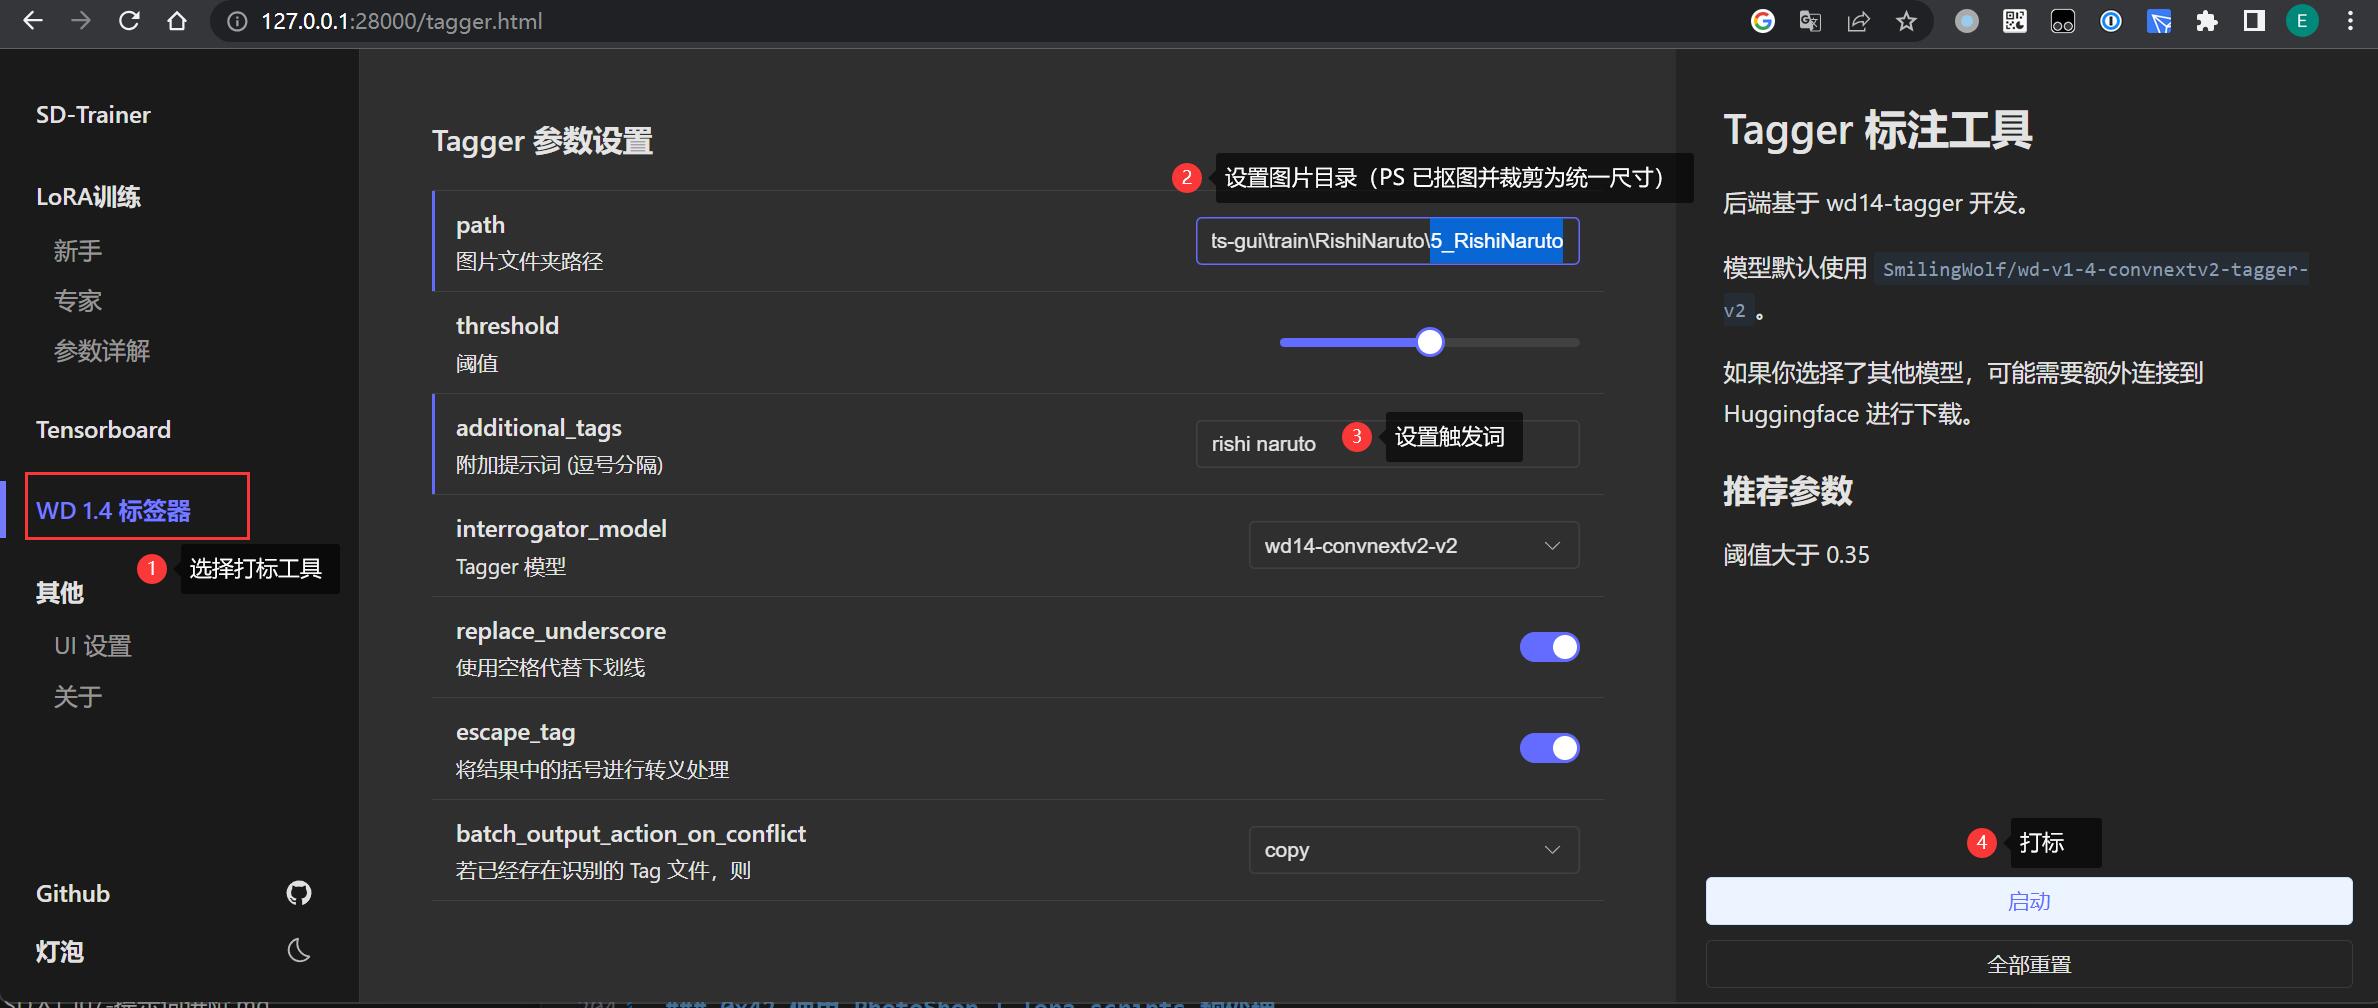 127.0.0.1:28000/tagger.html
E
SD-Trainer
LoRA训练
新手
专家
参数详解
Tensorboard
WD 1.4 标签器
1 选择打标工具
其他
UI 设置
关于
Github
灯泡
Tagger 参数设置
2 设置图片目录（PS 已抠图并裁剪为统一尺寸）
path
ts-gui\train\RishiNaruto\5_RishiNaruto
图片文件夹路径
threshold
阈值
additional_tags
rishi naruto
3 设置触发词
附加提示词 (逗号分隔)
interrogator_model
wd14-convnextv2-v2
Tagger 模型
replace_underscore
使用空格代替下划线
escape_tag
将结果中的括号进行转义处理
batch_output_action_on_conflict
copy
若已经存在识别的 Tag 文件，则
Tagger 标注工具
后端基于 wd14-tagger 开发。
模型默认使用 SmilingWolf/wd-v1-4-convnextv2-tagger-
v2 。
如果你选择了其他模型，可能需要额外连接到
Huggingface 进行下载。
推荐参数
阈值大于 0.35
4 打标
启动
全部重置